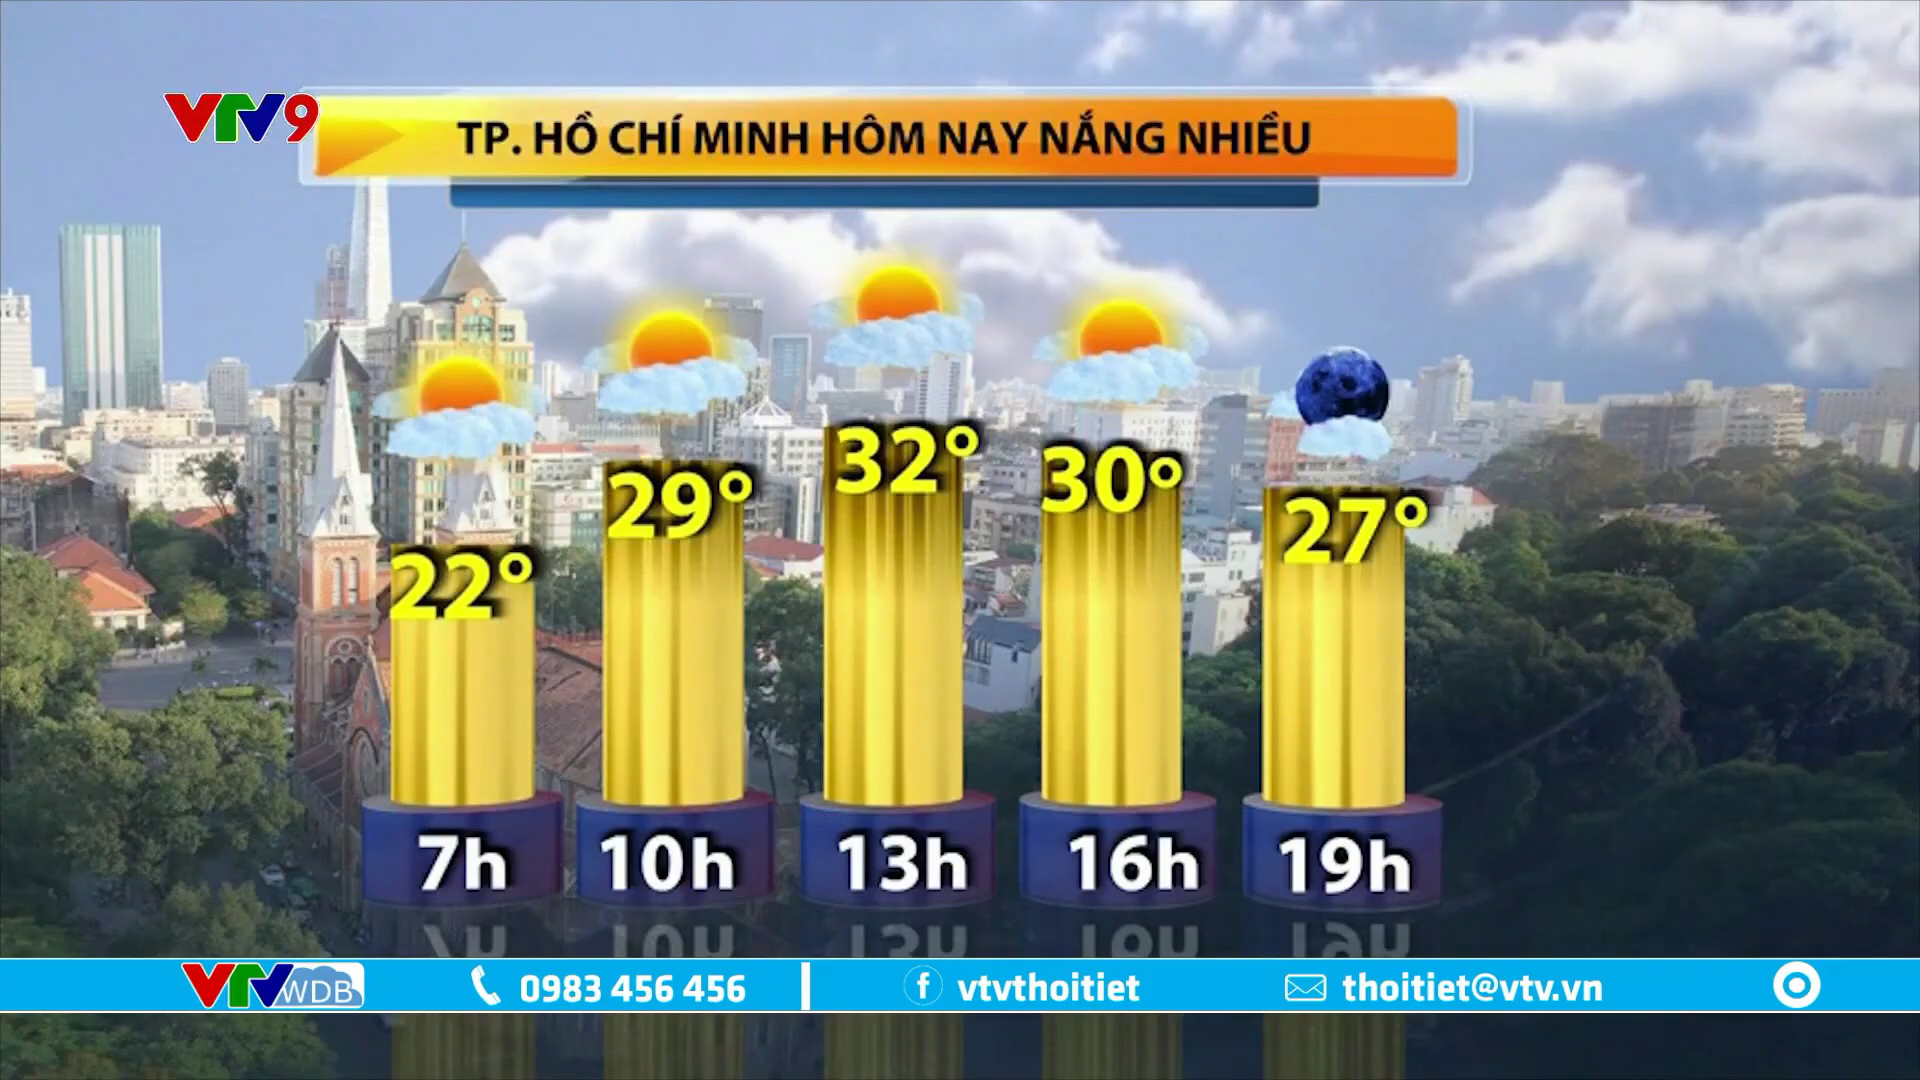 VTV9
TP. HỒ CHÍ MINH HÔM NAY NẮNG NHIỀU
22° 29° 32° 30° 27°
7h 10h 13h 16h 19h
VTV WDB 0983 456 456 vtvthoitiet thoitiet@vtv.vn